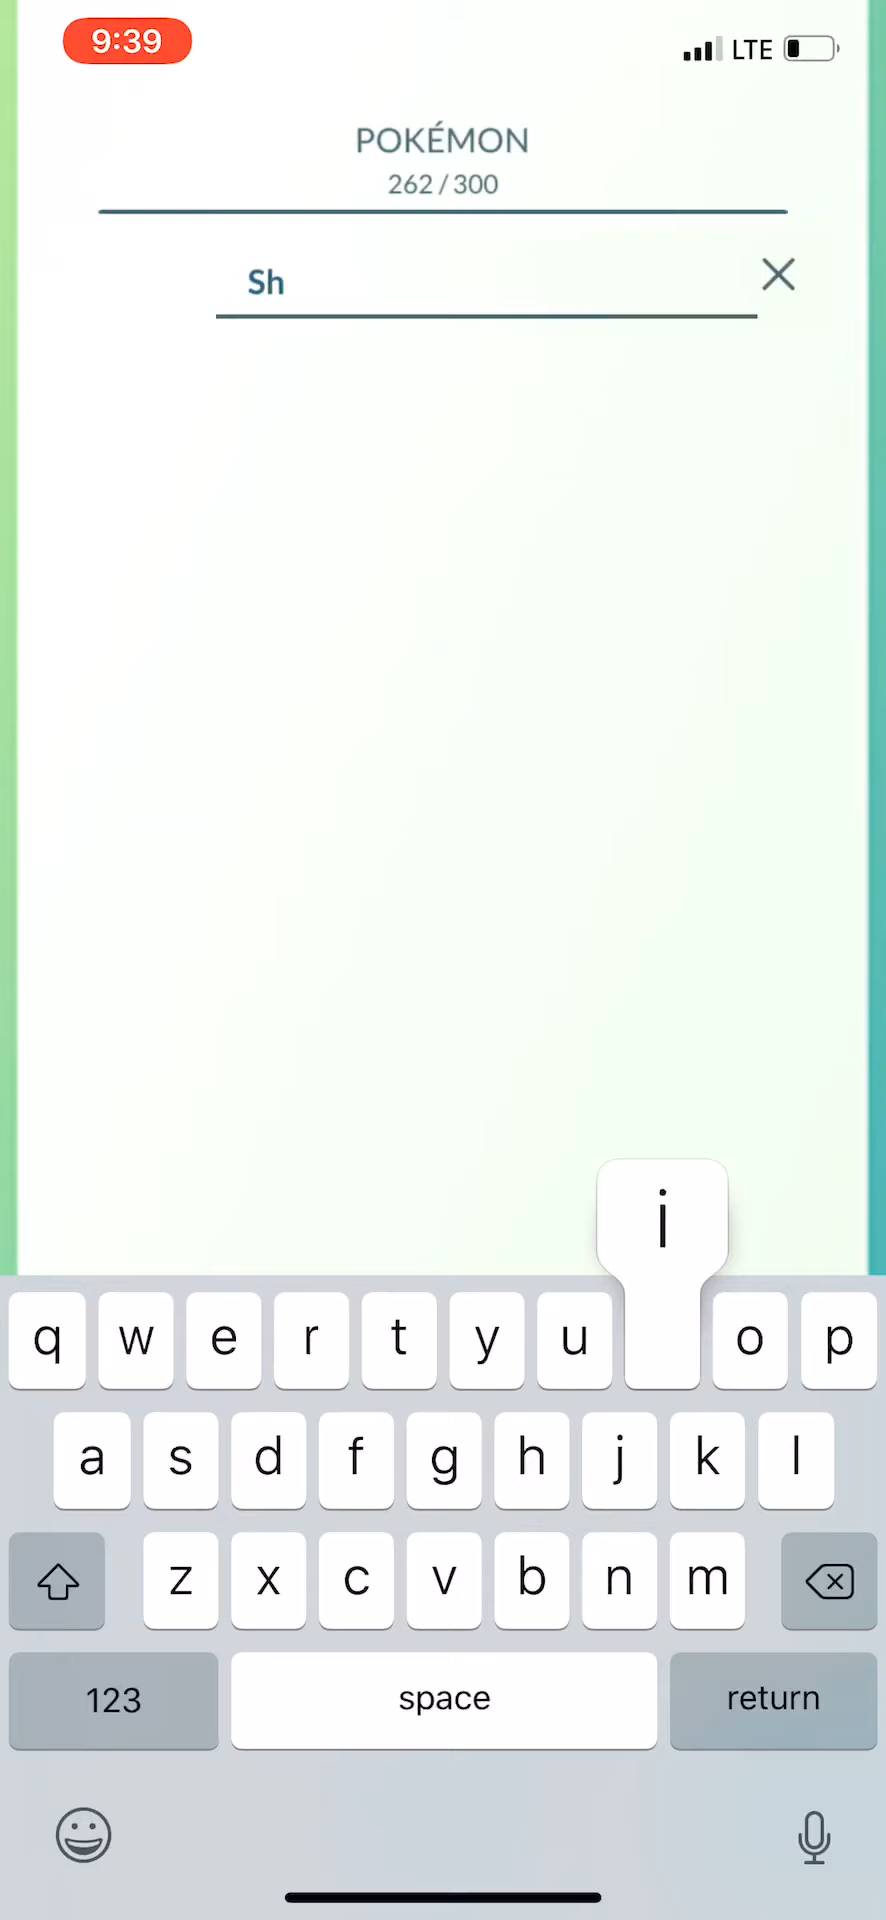 9:39
LTE
POKÉMON
262 / 300
Sh
i
q w e r t y u o p
a s d f g h j k l
z x c v b n m
123 space return